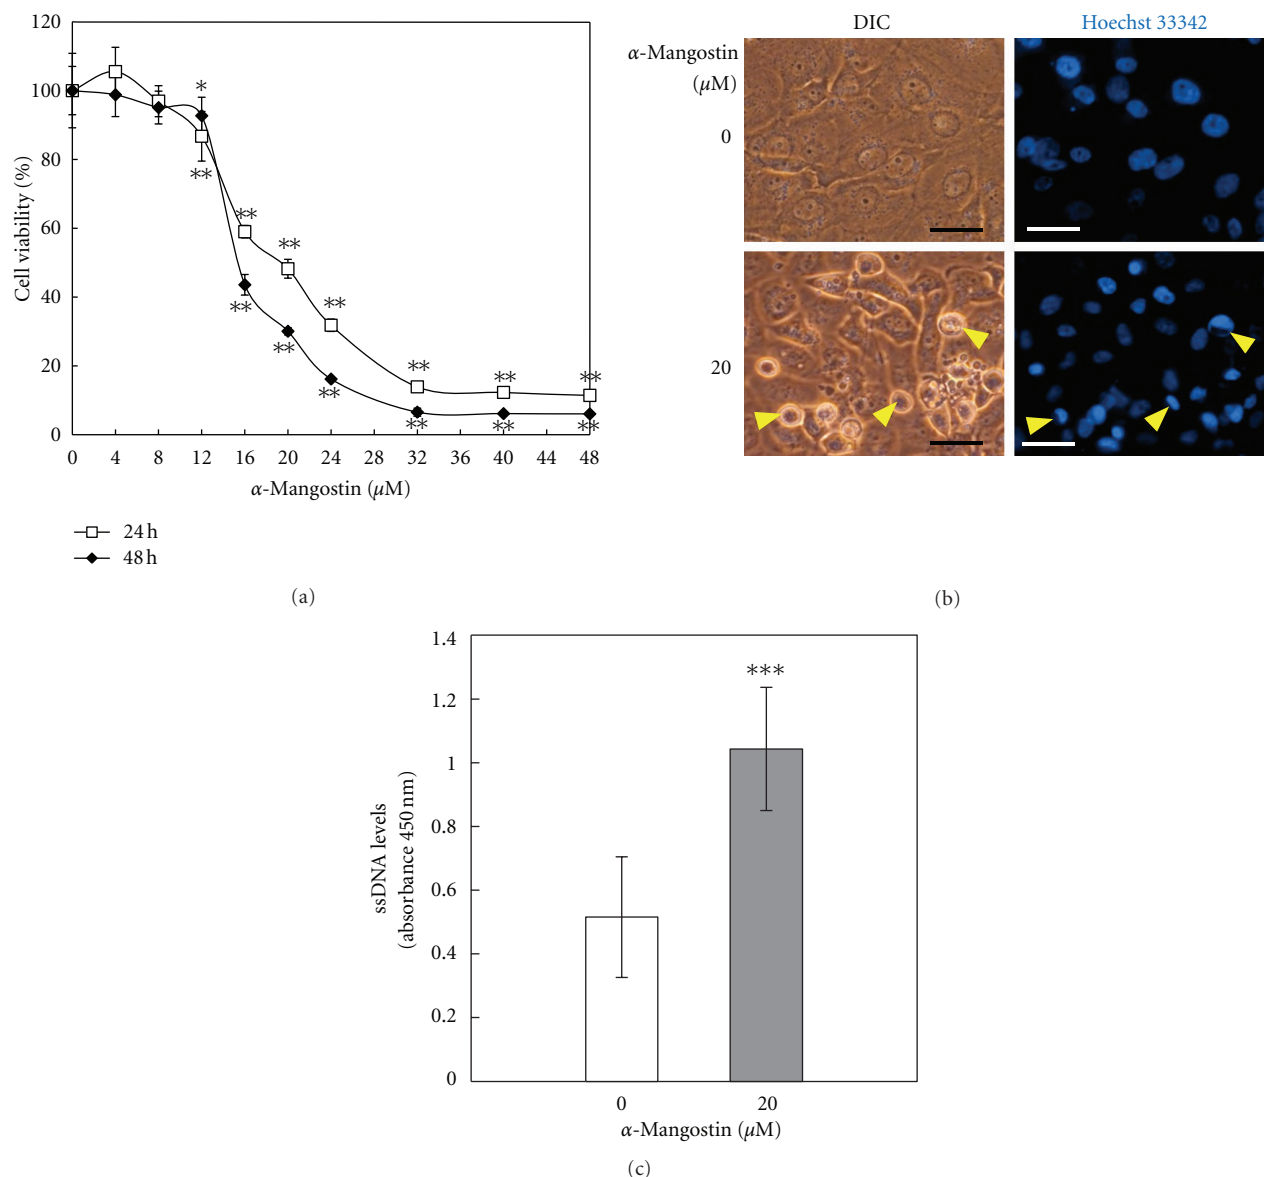 120
100
80
60
40
20
0
Cell viability (%)
*
**
**
**
**
**
**
**
**
**
**
**
**
**
**
0 4 8 12 16 20 24 28 32 36 40 44 48
α-Mangostin (μM)
24 h
48 h
(a)
DIC
Hoechst 33342
α-Mangostin
(μM)
0
20
(b)
1.4
1.2
1
0.8
0.6
0.4
0.2
0
ssDNA levels
(absorbance 450 nm)
***
0 20
α-Mangostin (μM)
(c)